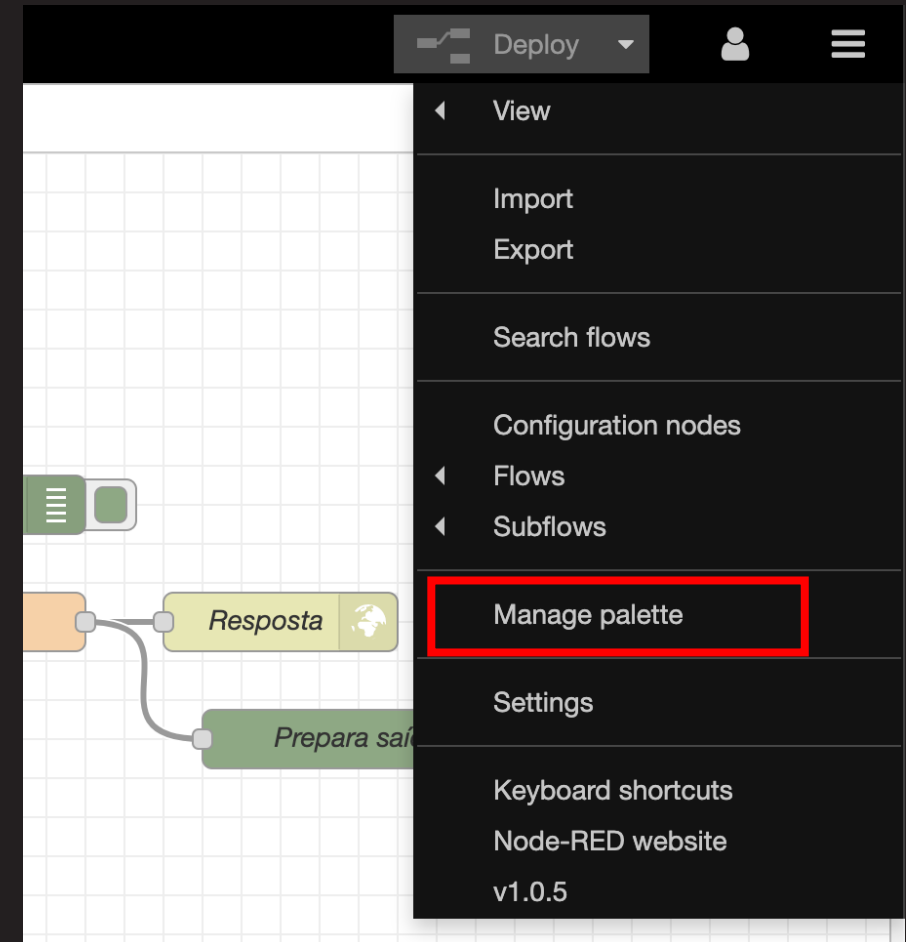 Deploy
View
Import
Export
Search flows
Configuration nodes
Flows
Subflows
Resposta
Manage palette
Settings
Prepara
Keyboard shortcuts
Node-RED website
v1.0.5